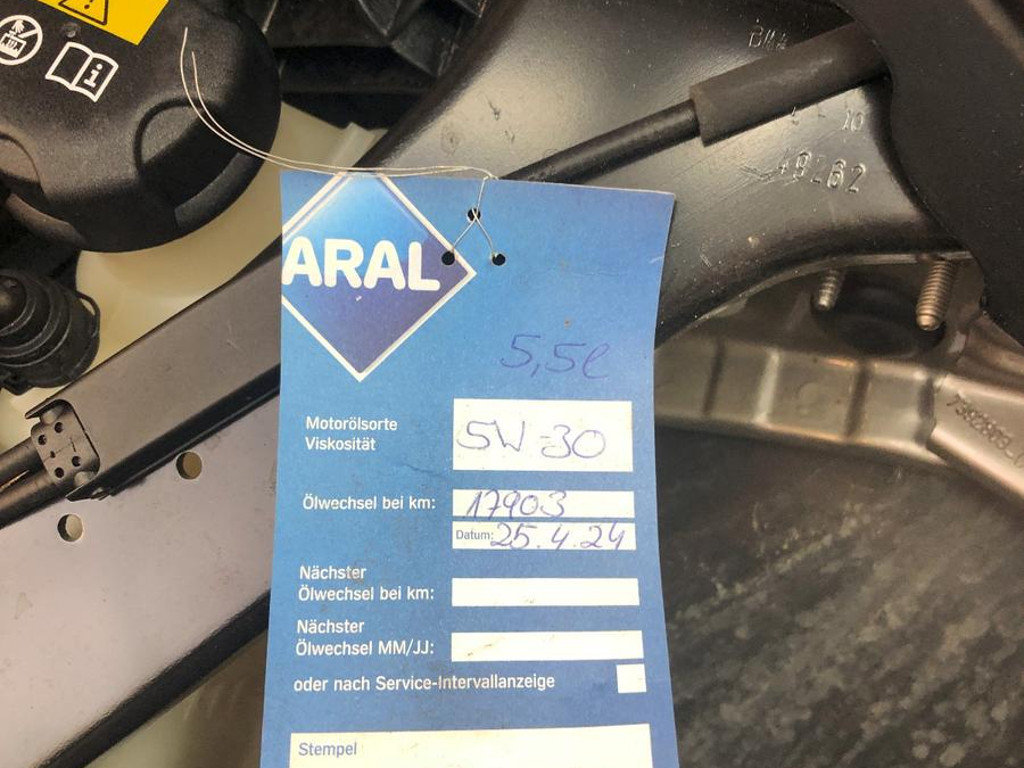 ARAL
5,5l
Motorölsorte
Viskosität
5W-30
Ölwechsel bei km: 17903
Datum: 25.4.24
Nächster
Ölwechsel bei km:
Nächster
Ölwechsel MM/JJ:
oder nach Service-Intervallanzeige
Stempel